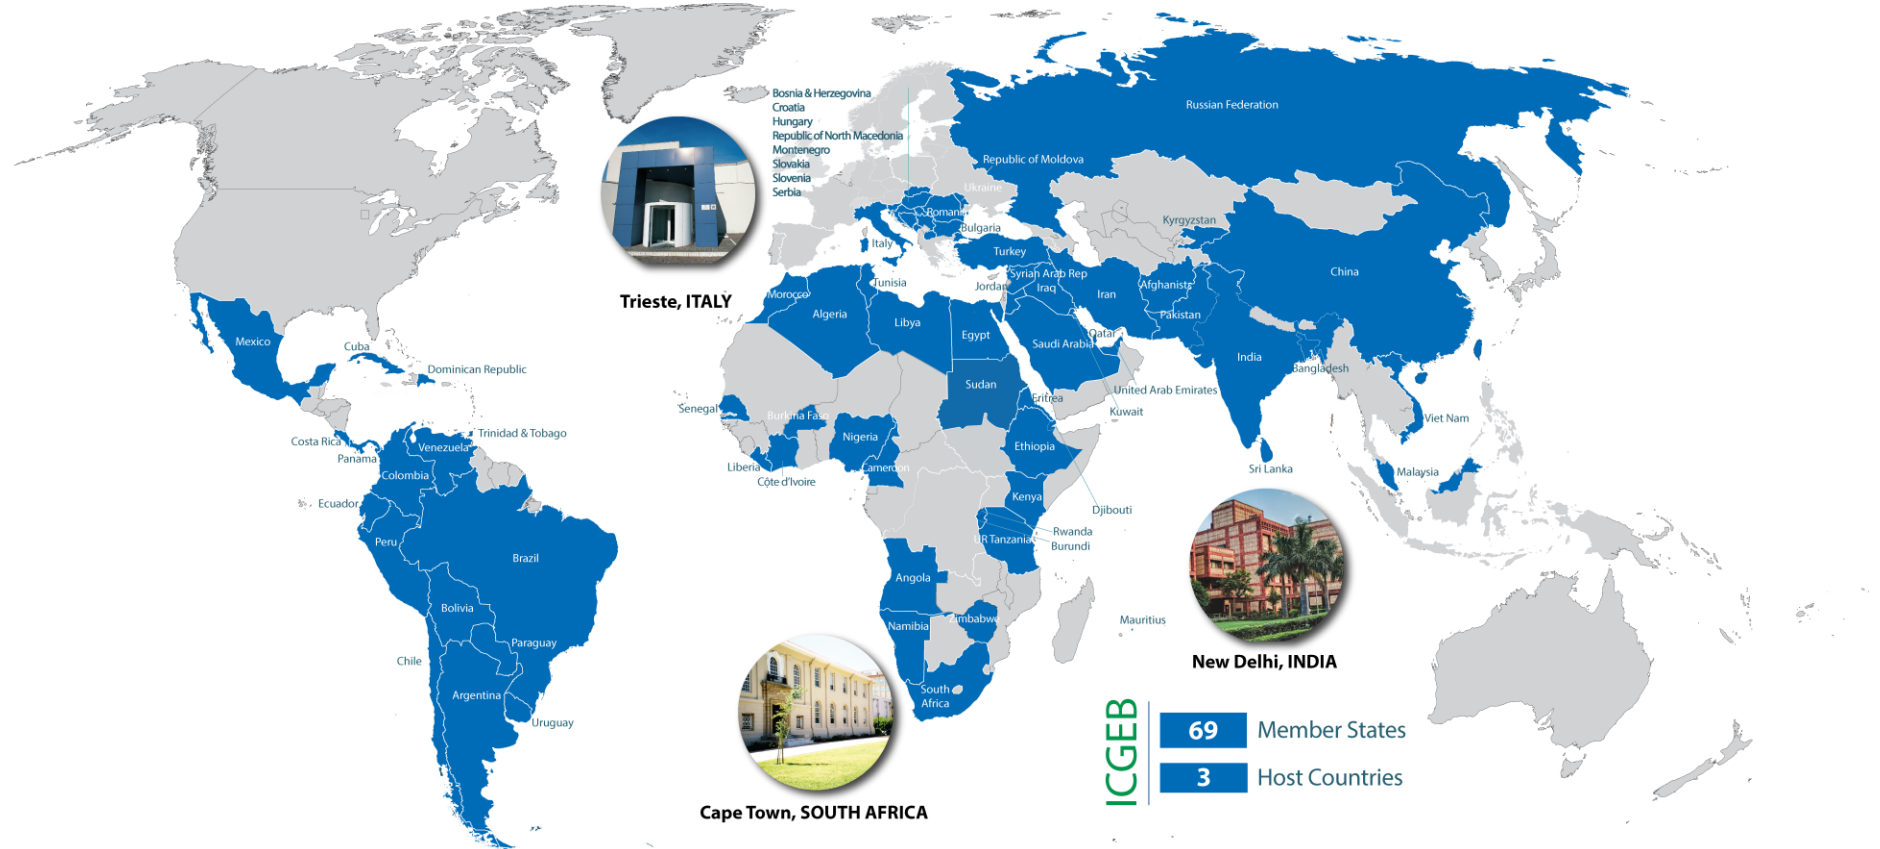 Bosnia & Herzegovina
Croatia
Hungary
Republic of North Macedonia
Montenegro
Slovakia
Slovenia
Serbia
Russian Federation
Republic of Moldova
Ukraine
Romani
Bulgaria
Italy
Turkey
Kyrgyzstan
China
Syrian Arab Rep
Jordan
Iraq
Iran
Afghanist
Pakistan
Qatar
Saudi Arabia
India
Bangladesh
United Arab Emirates
Kuwait
Viet Nam
Sri Lanka
Malaysia
Trieste, ITALY
Tunisia
Morocco
Algeria
Libya
Egypt
Sudan
Eritrea
Senegal
Burkina Faso
Nigeria
Ethiopia
Liberia
Côte d'Ivoire
Cameroon
Kenya
Djibouti
Rwanda
Burundi
UR Tanzania
Angola
Namibia
Zimbabwe
Mauritius
South
Africa
Mexico
Cuba
Dominican Republic
Costa Rica
Panama
Trinidad & Tobago
Venezuela
Colombia
Ecuador
Peru
Brazil
Bolivia
Paraguay
Chile
Argentina
Uruguay
New Delhi, INDIA
Cape Town, SOUTH AFRICA
ICGEB
69 Member States
3 Host Countries